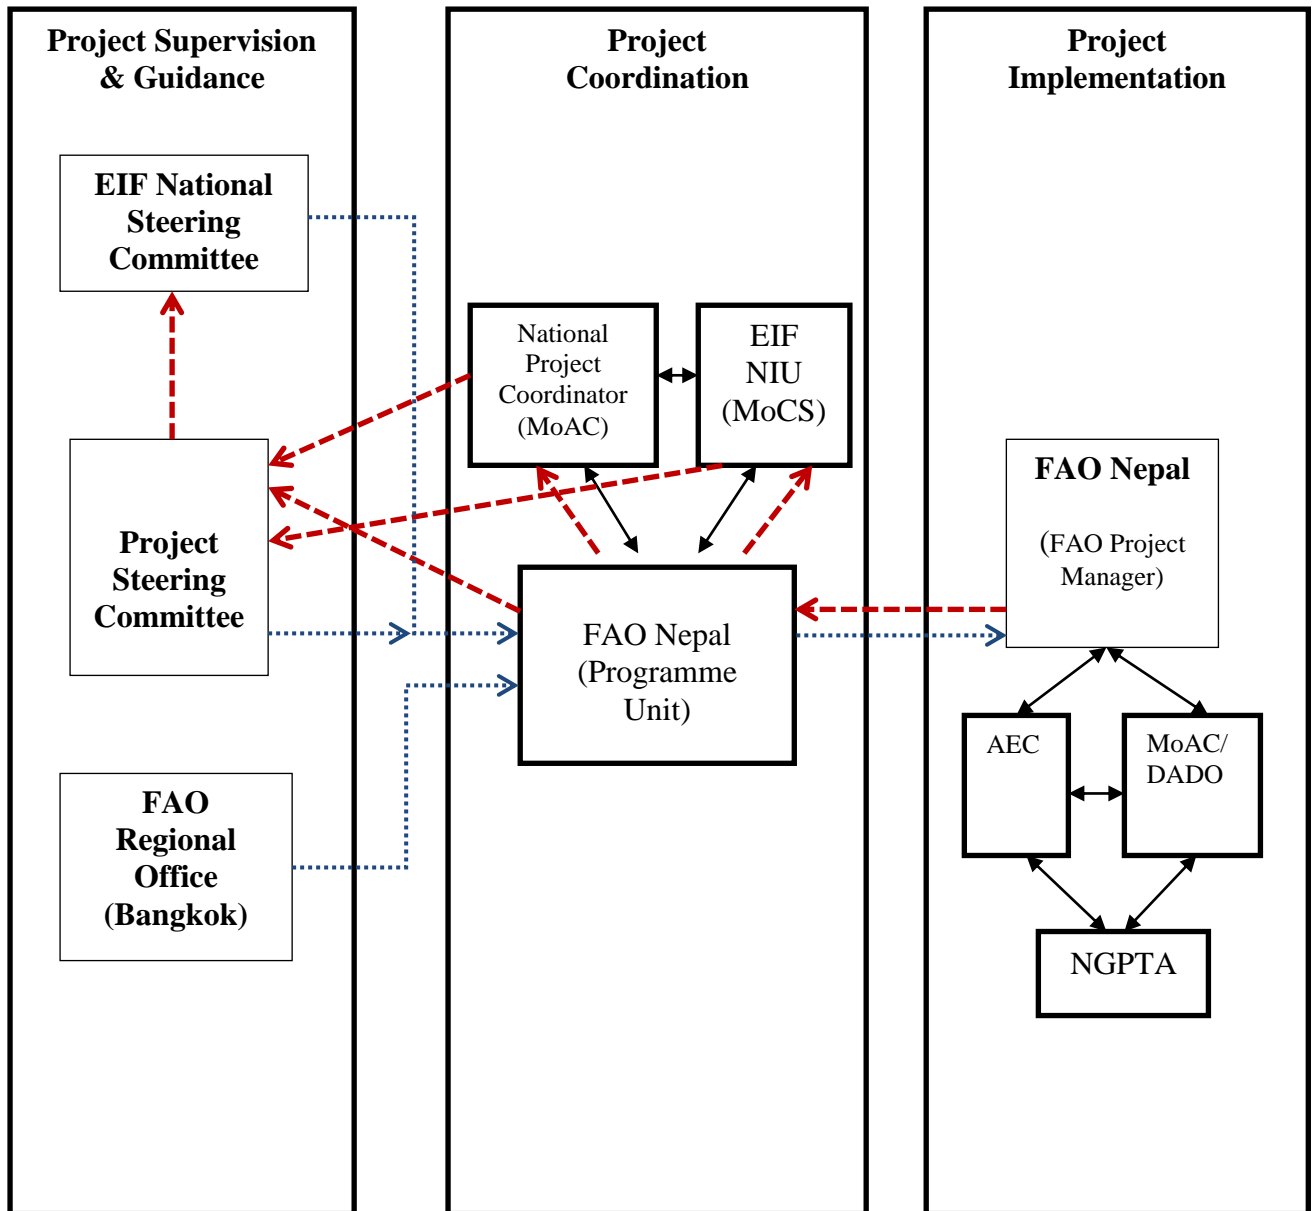 Project Supervision
& Guidance
EIF National
Steering
Committee
Project
Steering
Committee
FAO
Regional
Office
(Bangkok)
Project
Coordination
National
Project
Coordinator
(MoAC)
EIF
NIU
(MoCS)
FAO Nepal
(Programme
Unit)
Project
Implementation
FAO Nepal
(FAO Project
Manager)
AEC
MoAC/
DADO
NGPTA